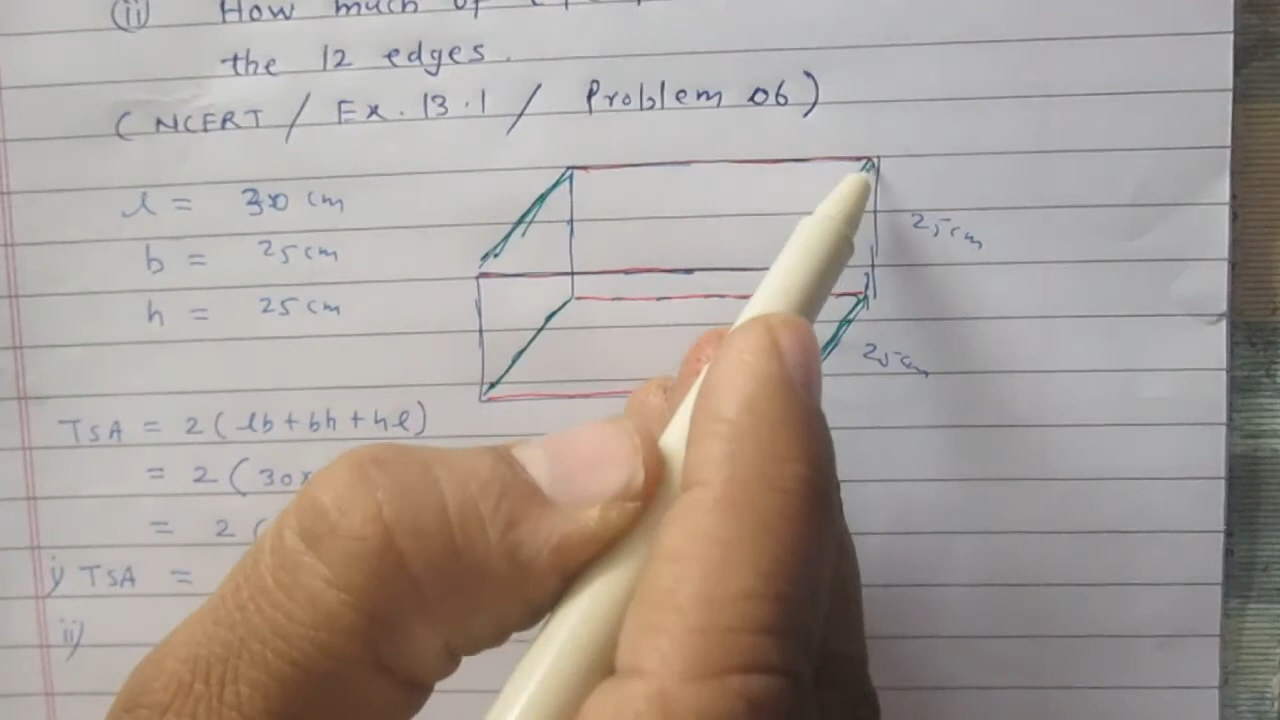 (ii) How much of
the 12 edges.
(NCERT / Ex. 13.1 / Problem 06)
l = 30 cm
b = 25 cm
h = 25 cm
25 cm
25 cm
TSA = 2 (lb + bh + hl)
= 2 (30x
= 2 (
i) TSA =
ii)